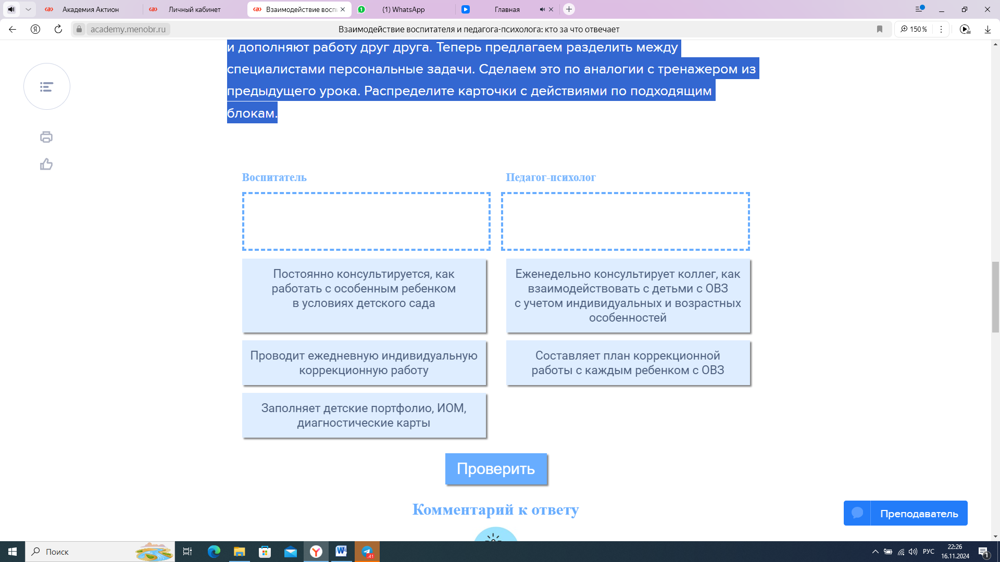 Академия Актион
Личный кабинет
Взаимодействие воспи
(1) WhatsApp
Главная
academy.menobr.ru
Взаимодействие воспитателя и педагога-психолога: кто за что отвечает
150 %
и дополняют работу друг друга. Теперь предлагаем разделить между
специалистами персональные задачи. Сделаем это по аналогии с тренажером из
предыдущего урока. Распределите карточки с действиями по подходящим
блокам.
Воспитатель
Педагог-психолог
Постоянно консультируется, как
работать с особенным ребенком
в условиях детского сада
Еженедельно консультирует коллег, как
взаимодействовать с детьми с ОВЗ
с учетом индивидуальных и возрастных
особенностей
Проводит ежедневную индивидуальную
коррекционную работу
Составляет план коррекционной
работы с каждым ребенком с ОВЗ
Заполняет детские портфолио, ИОМ,
диагностические карты
Проверить
Комментарий к ответу
Преподаватель
Поиск
РУС
22:26
16.11.2024